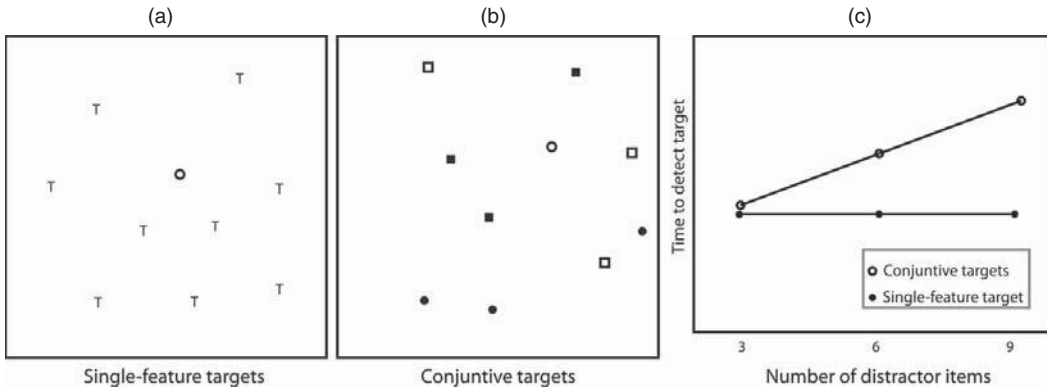 (a)
(b)
(c)
T
T
T
T
T
T
T
T
T
Single-feature targets
Conjuntive targets
Time to detect target
Conjuntive targets
Single-feature target
3 6 9
Number of distractor items